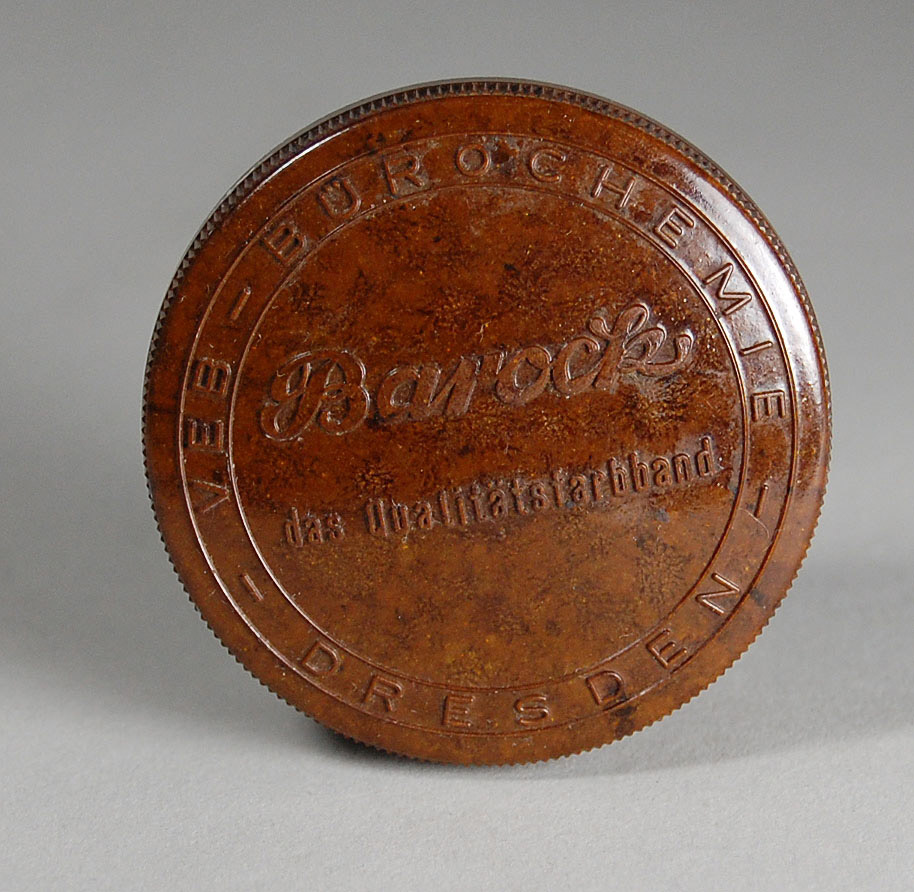 VEB – BÜROCHEMIE –
– DRESDEN
Barock
das Qualitätsfarbband